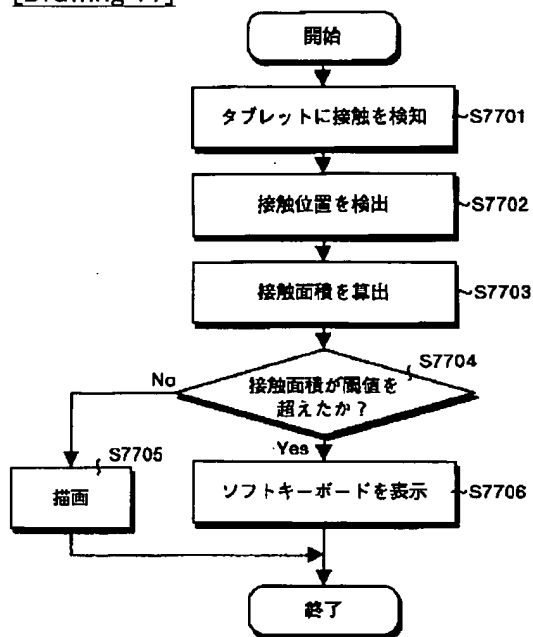 開始
タブレットに接触を検知
~S7701
接触位置を検出
~S7702
接触面積を算出
~S7703
S7704
接触面積が閾値を
超えたか?
No
Yes
S7705
描画
ソフトキーボードを表示
~S7706
終了